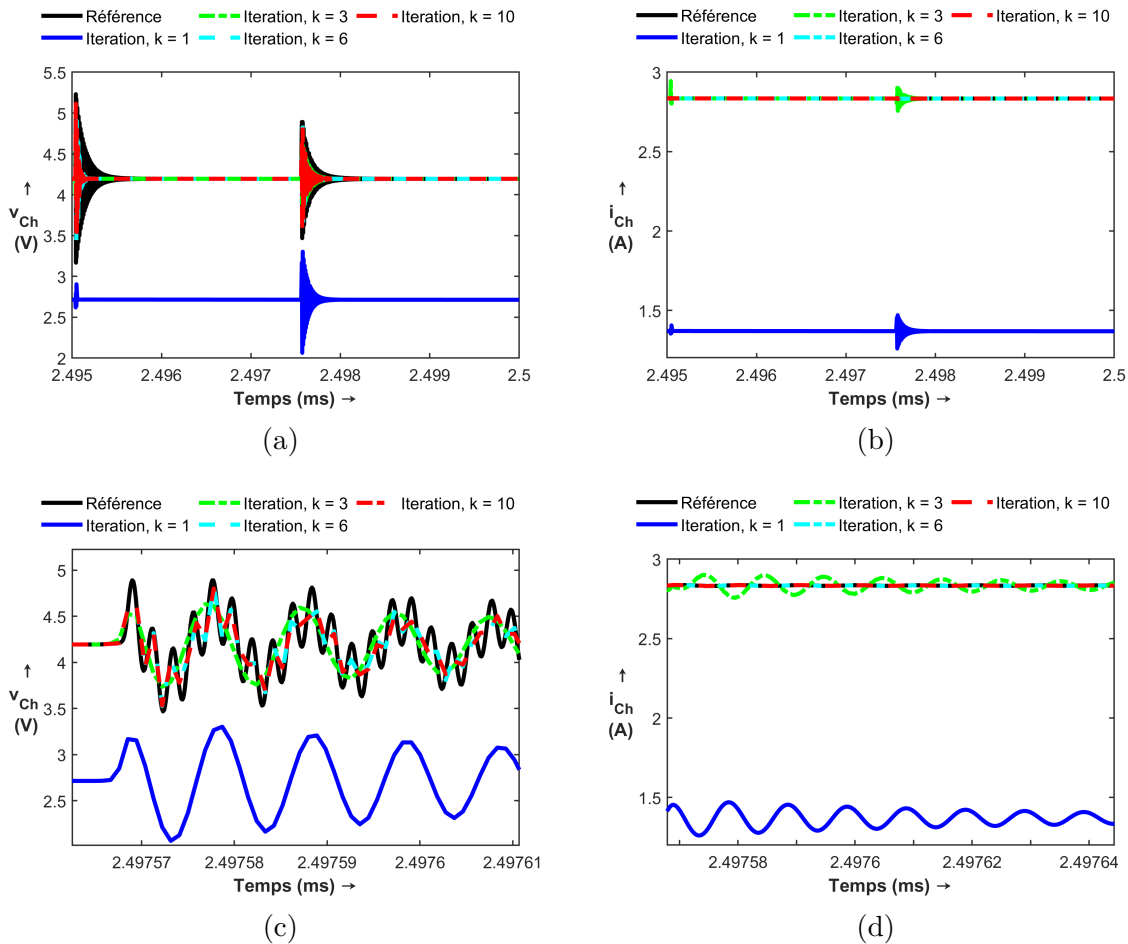 Référence
Iteration, k = 3
Iteration, k = 10
Iteration, k = 1
Iteration, k = 6
5.5
5
4.5
4
3.5
3
2.5
2
v_Ch (V) →
2.495
2.496
2.497
2.498
2.499
2.5
Temps (ms) →
(a)
Référence
Iteration, k = 3
Iteration, k = 10
Iteration, k = 1
Iteration, k = 6
3
2.5
2
1.5
i_Ch (A) →
2.495
2.496
2.497
2.498
2.499
2.5
Temps (ms) →
(b)
Référence
Iteration, k = 3
Iteration, k = 10
Iteration, k = 1
Iteration, k = 6
5
4.5
4
3.5
3
2.5
v_Ch (V) →
2.49757
2.49758
2.49759
2.4976
2.49761
Temps (ms) →
(c)
Référence
Iteration, k = 3
Iteration, k = 10
Iteration, k = 1
Iteration, k = 6
3
2.5
2
1.5
i_Ch (A) →
2.49758
2.4976
2.49762
2.49764
Temps (ms) →
(d)